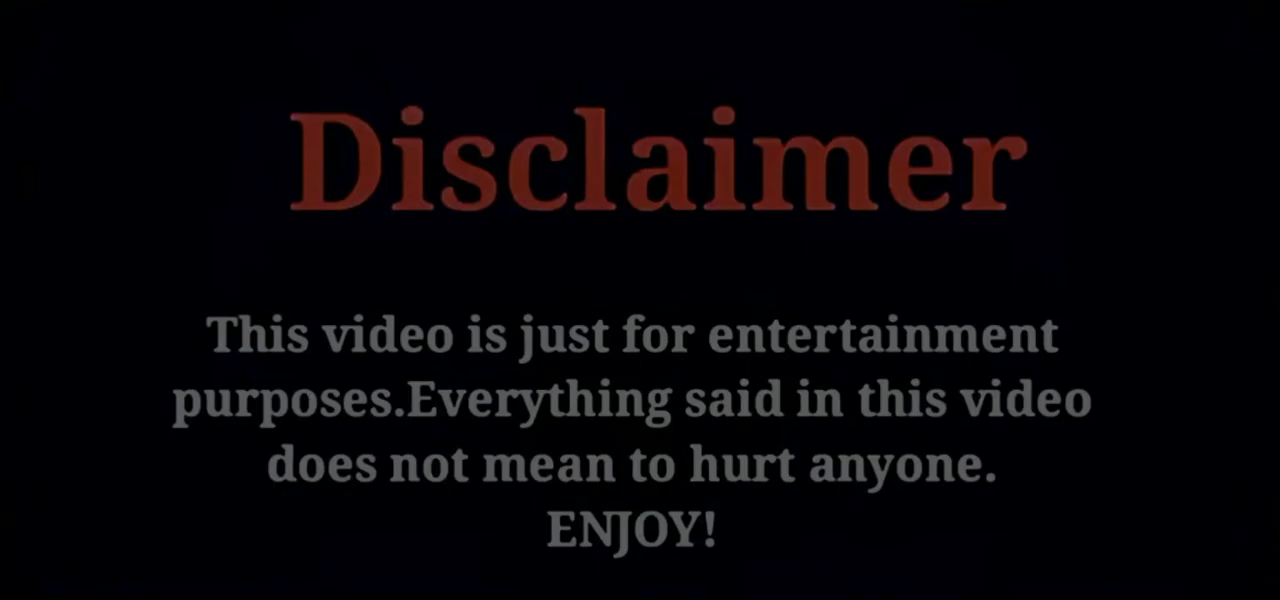 Disclaimer
This video is just for entertainment
purposes.Everything said in this video
does not mean to hurt anyone.
ENJOY!